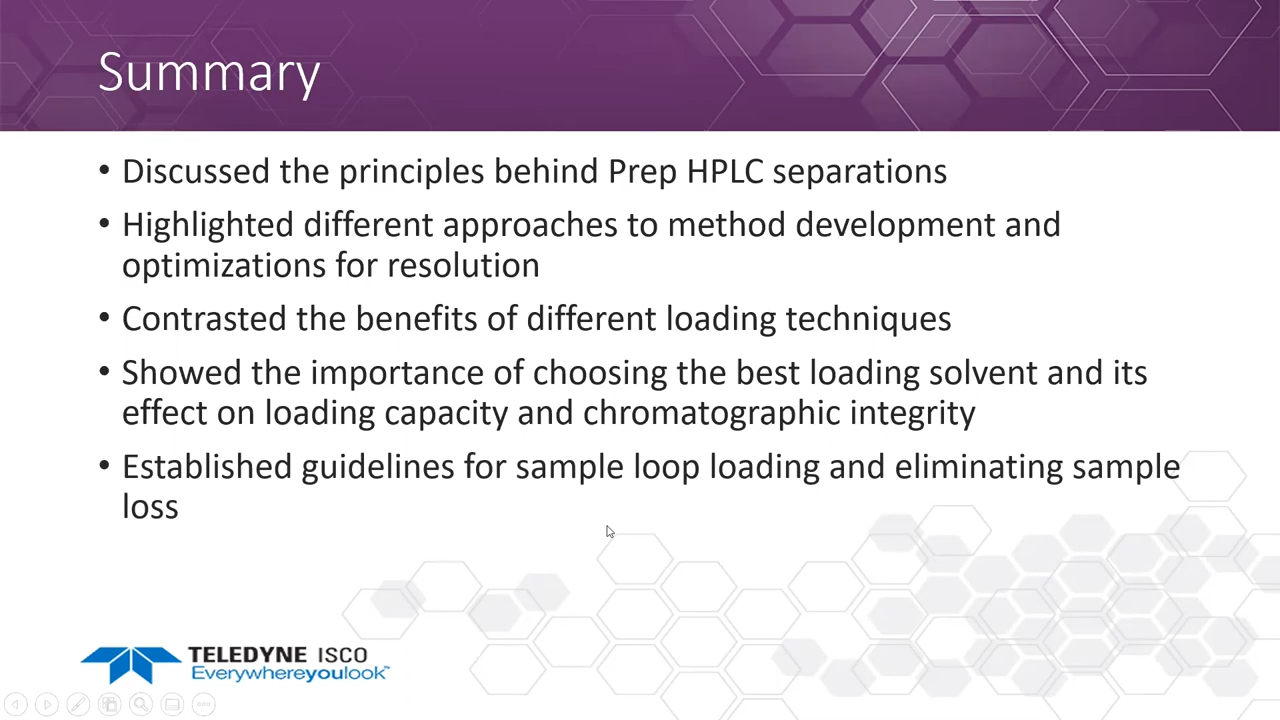 Summary
• Discussed the principles behind Prep HPLC separations
• Highlighted different approaches to method development and
optimizations for resolution
• Contrasted the benefits of different loading techniques
• Showed the importance of choosing the best loading solvent and its
effect on loading capacity and chromatographic integrity
• Established guidelines for sample loop loading and eliminating sample
loss
TELEDYNE ISCO
Everywhereyoulook™